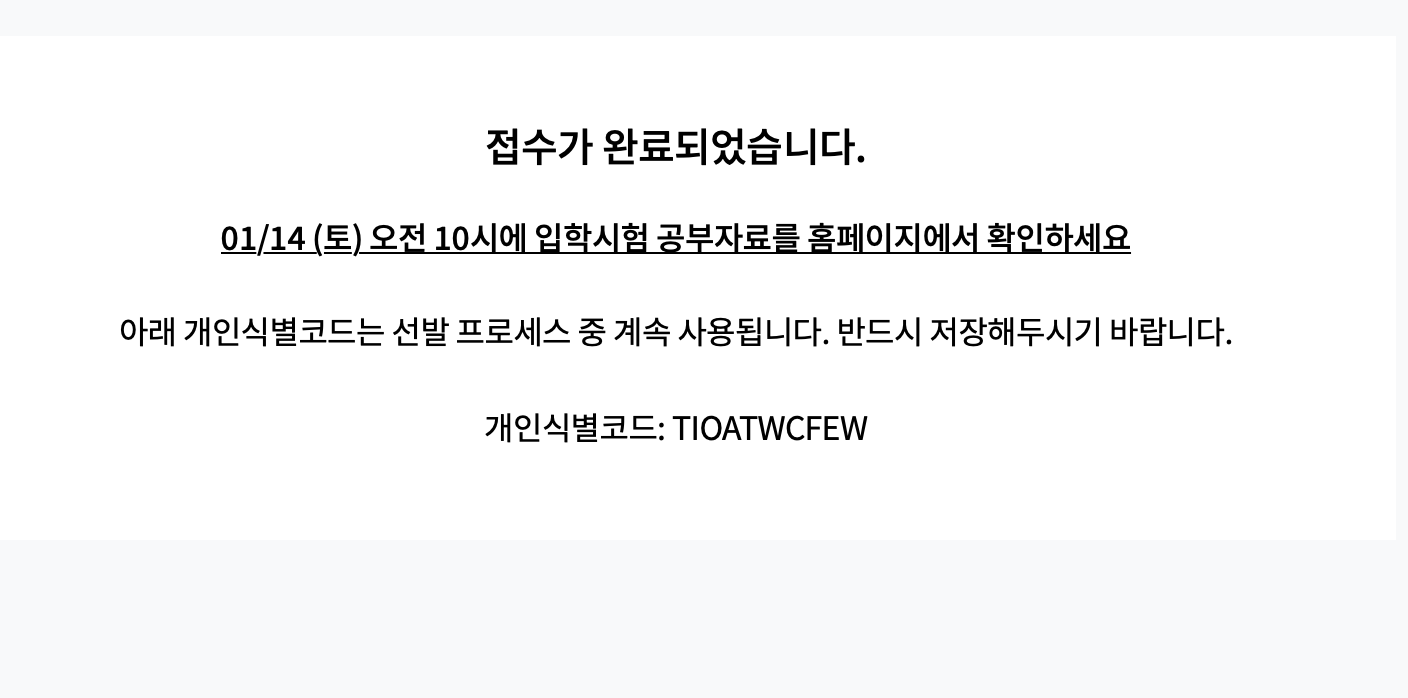 접수가 완료되었습니다.
01/14 (토) 오전 10시에 입학시험 공부자료를 홈페이지에서 확인하세요
아래 개인식별코드는 선발 프로세스 중 계속 사용됩니다. 반드시 저장해두시기 바랍니다.
개인식별코드: TIOATWCFEW